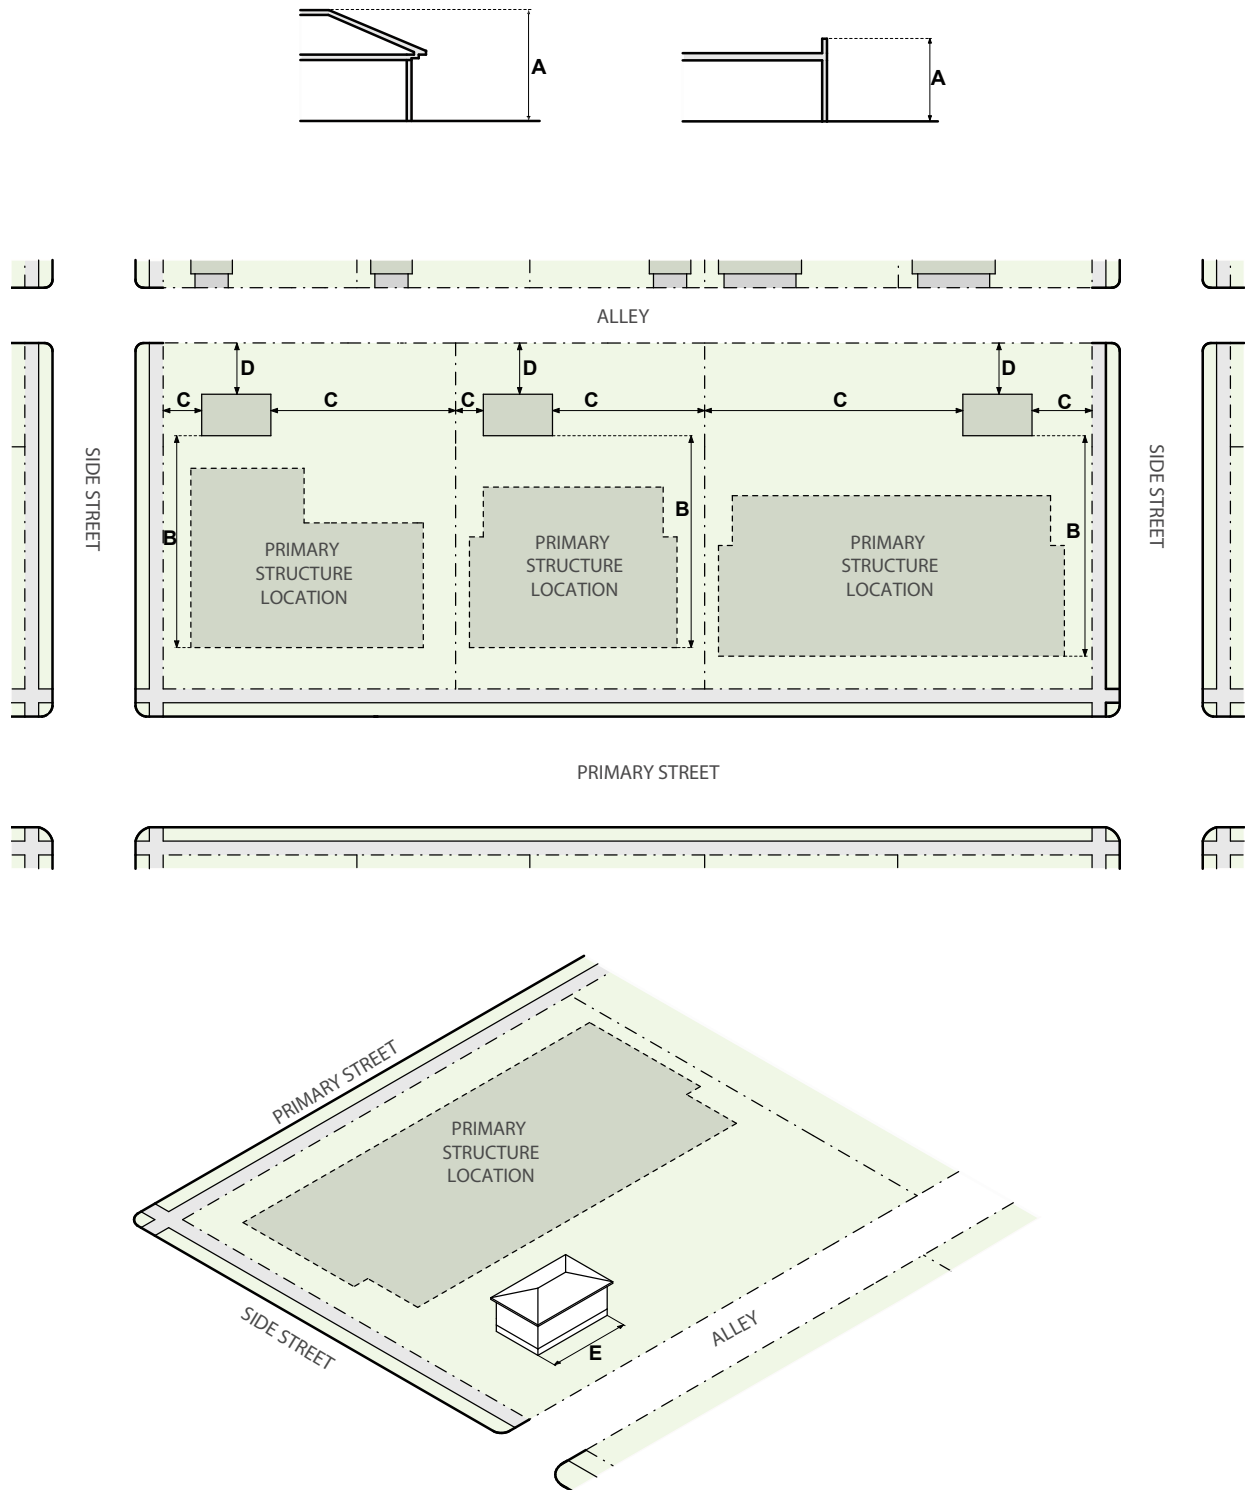 A
A
ALLEY
D
D
D
C
C
C
C
C
C
SIDE STREET
SIDE STREET
B
B
B
PRIMARY
STRUCTURE
LOCATION
PRIMARY
STRUCTURE
LOCATION
PRIMARY
STRUCTURE
LOCATION
PRIMARY STREET
PRIMARY STREET
PRIMARY
STRUCTURE
LOCATION
SIDE STREET
ALLEY
E